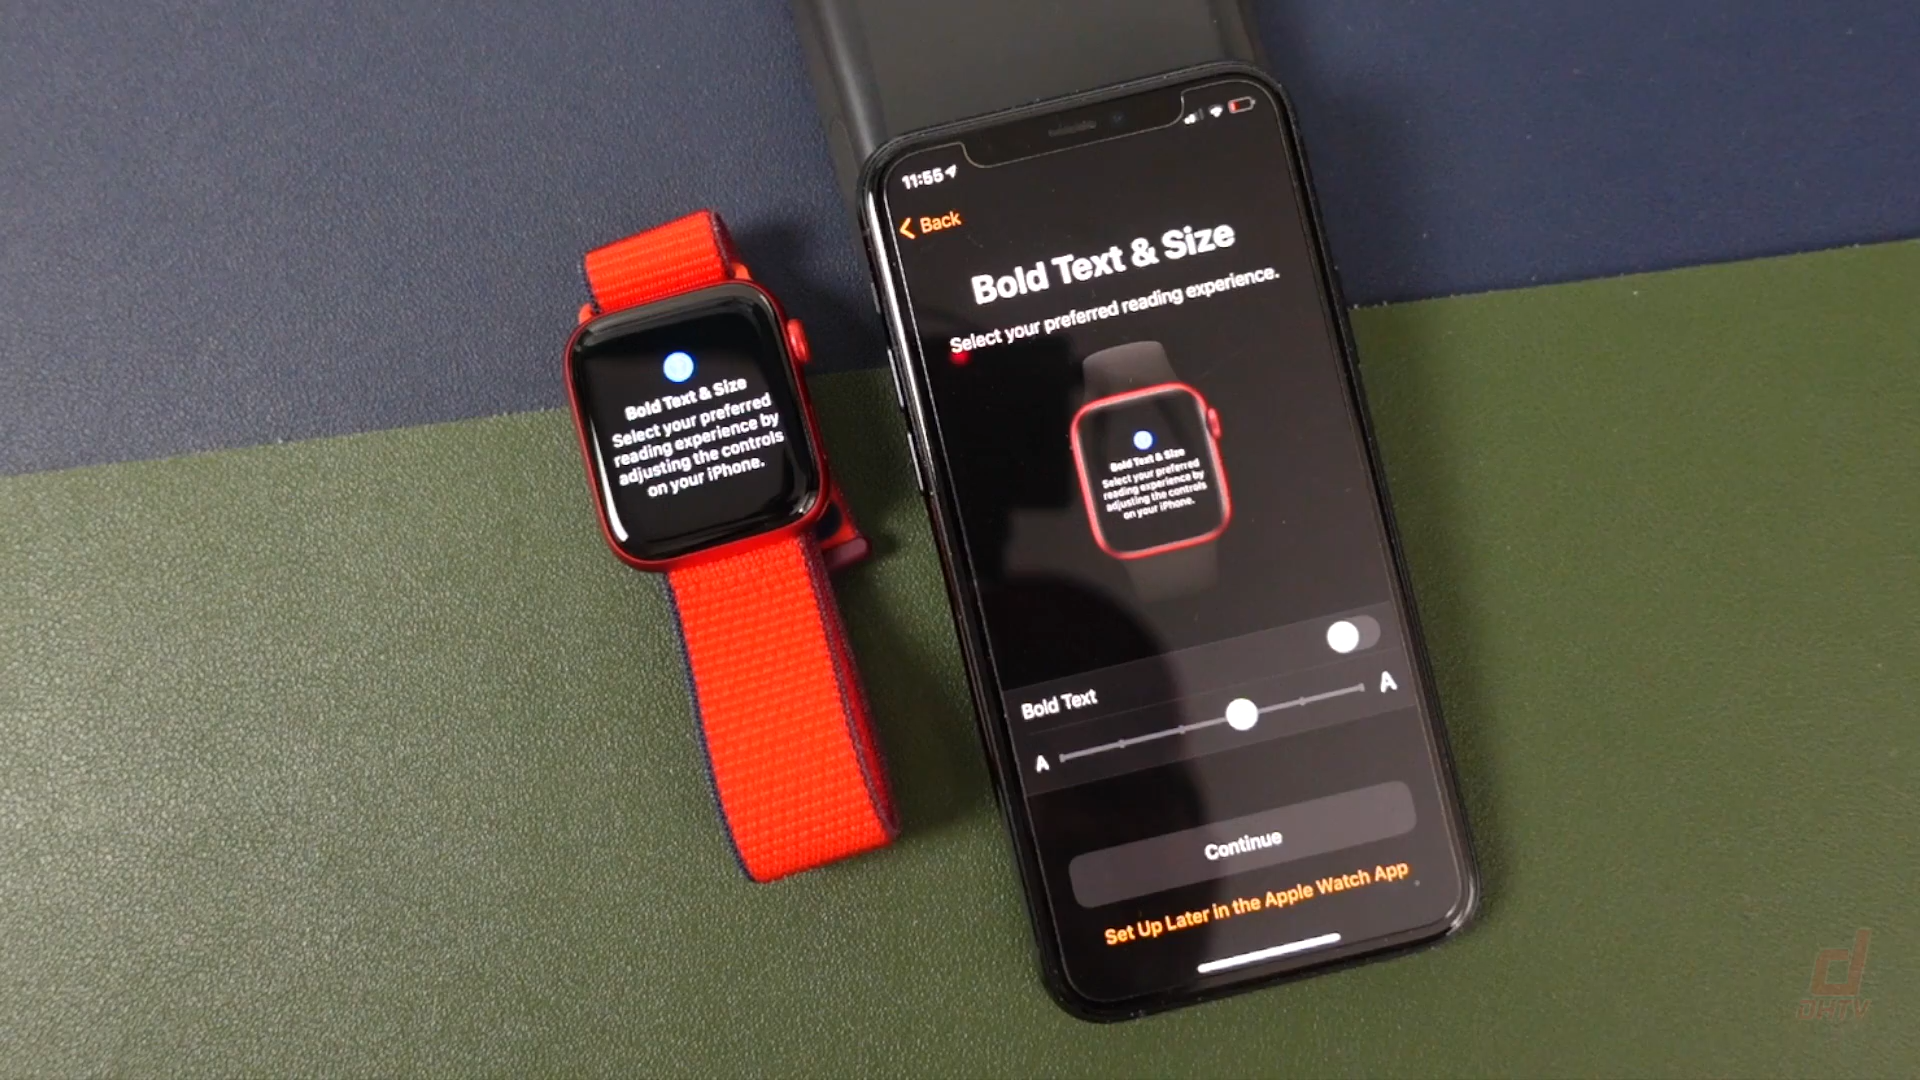 Bold Text & Size
Select your preferred
reading experience by
adjusting the controls
on your iPhone.
11:55
Back
Bold Text & Size
Select your preferred reading experience.
Bold Text & Size
Select your preferred
reading experience by
adjusting the controls
on your iPhone.
Bold Text
A
A
Continue
Set Up Later in the Apple Watch App
d
DHTV